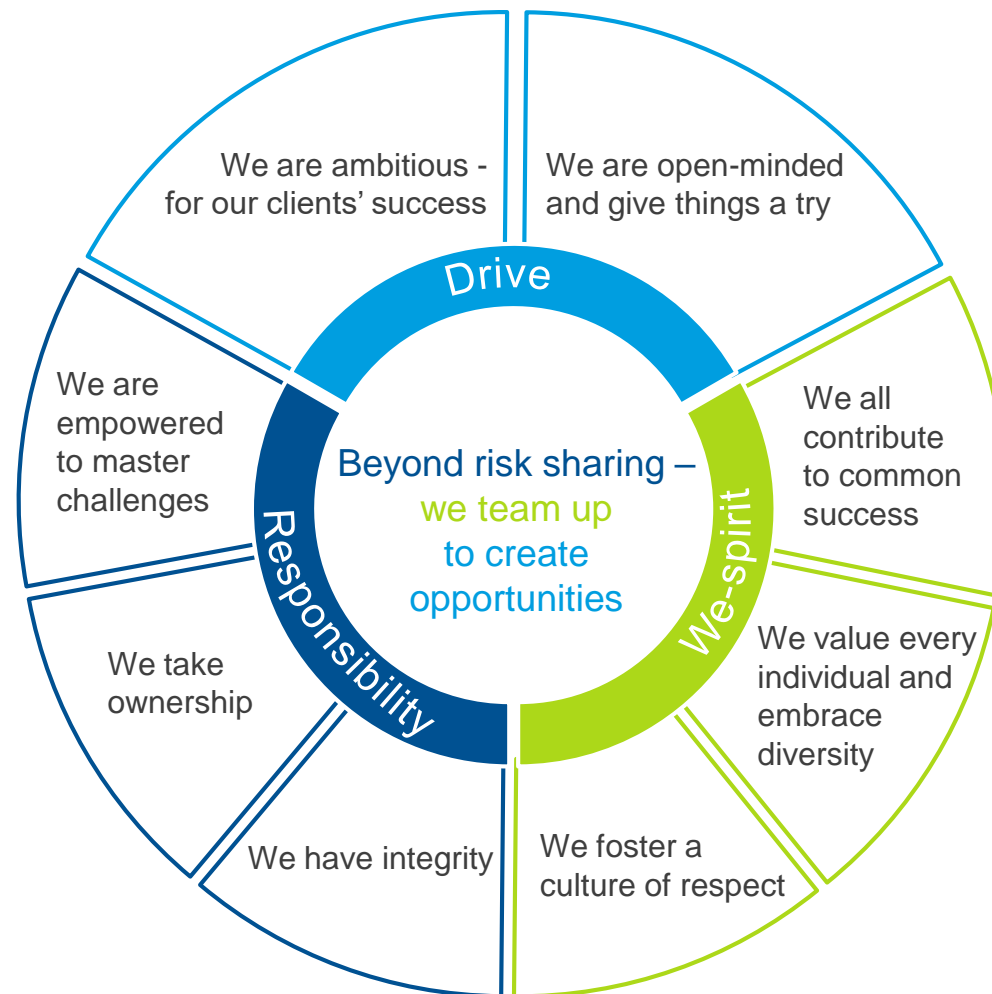 We are ambitious -
for our clients’ success
We are open-minded
and give things a try
Drive
We are
empowered
to master
challenges
We all
contribute
to common
success
Beyond risk sharing –
we team up
to create
opportunities
Responsibility
We-spirit
We take
ownership
We value every
individual and
embrace
diversity
We have integrity
We foster a
culture of respect